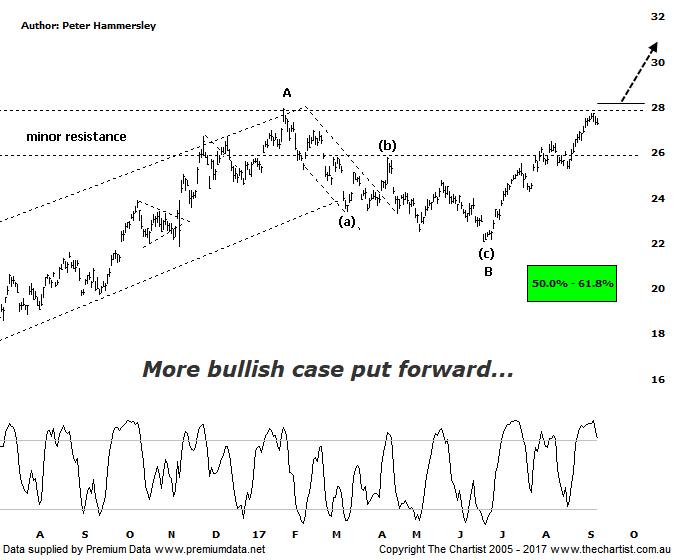 Author: Peter Hammersley
32
30
A
28
minor resistance
(b)
26
24
(a)
22
(c)
B
50.0% - 61.8%
20
18
More bullish case put forward...
16
A S O N D 17 F M A M J J A S O
Data supplied by Premium Data www.premiumdata.net Copyright The Chartist 2005 - 2017 www.thechartist.com.au